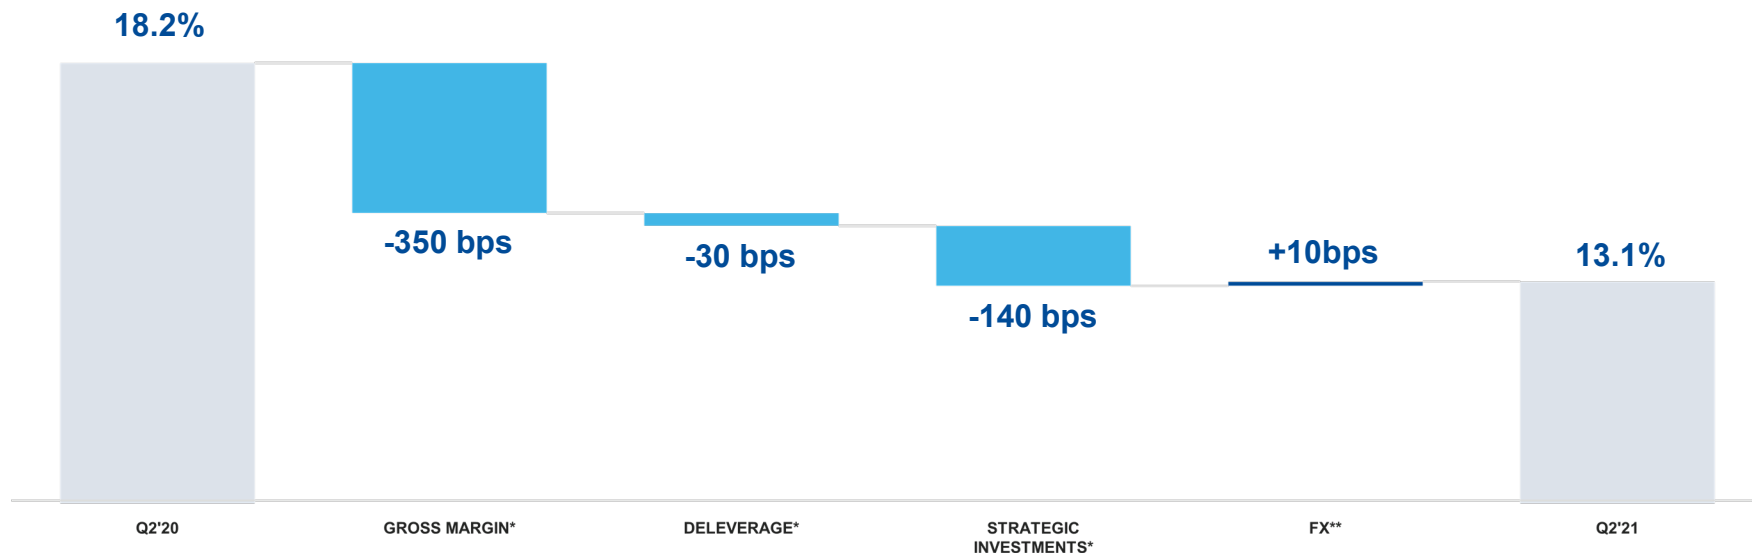 18.2%
-350 bps
-30 bps
-140 bps
+10bps
13.1%
Q2'20
GROSS MARGIN*
DELEVERAGE*
STRATEGIC
INVESTMENTS*
FX**
Q2'21